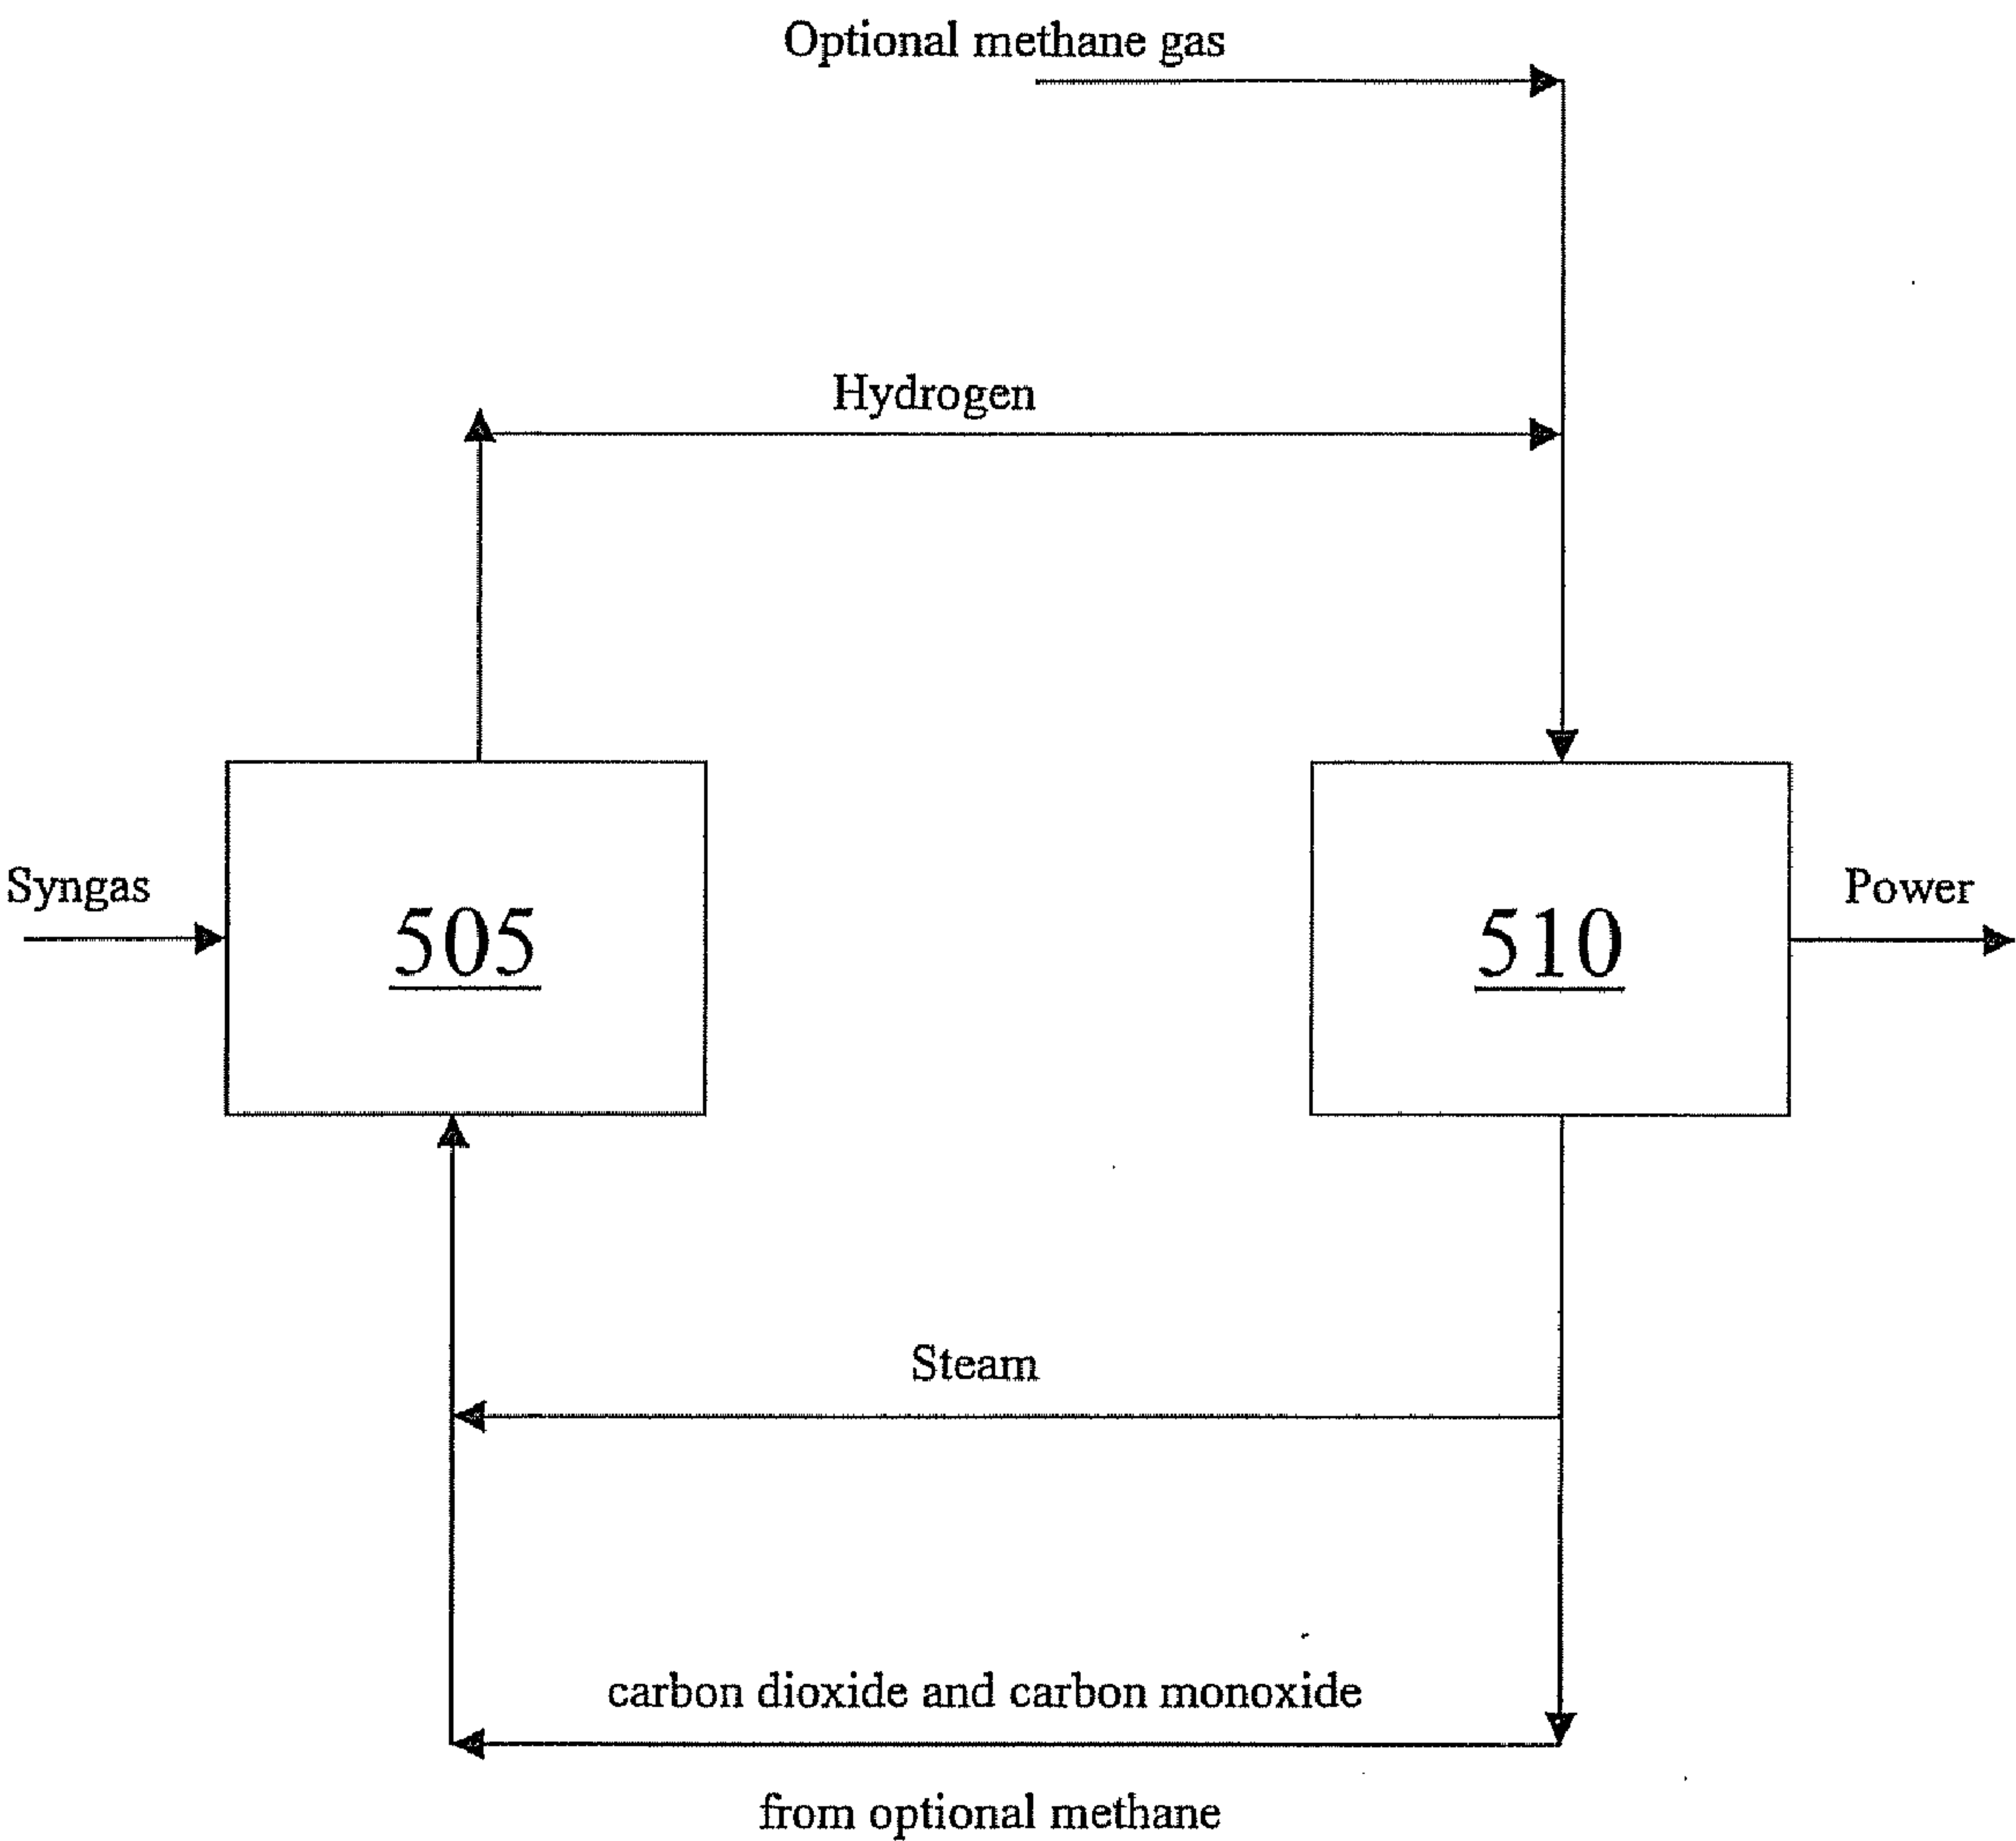 Optional methane gas
Hydrogen
Syngas
505
510
Power
Steam
carbon dioxide and carbon monoxide
from optional methane